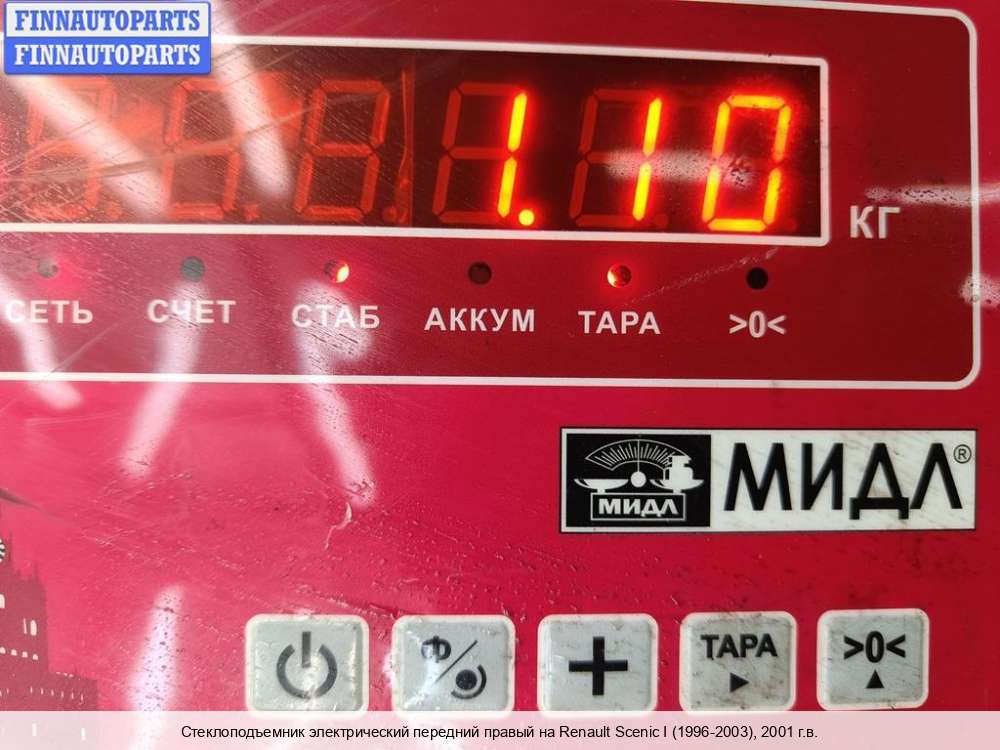 FINNAUTOPARTS
FINNAUTOPARTS
1.10
КГ
СЕТЬ СЧЕТ СТАБ АККУМ ТАРА >0<
МИДЛ МИДЛ®
Ф ТАРА >0<
Стеклоподъемник электрический передний правый на Renault Scenic I (1996-2003), 2001 г.в.